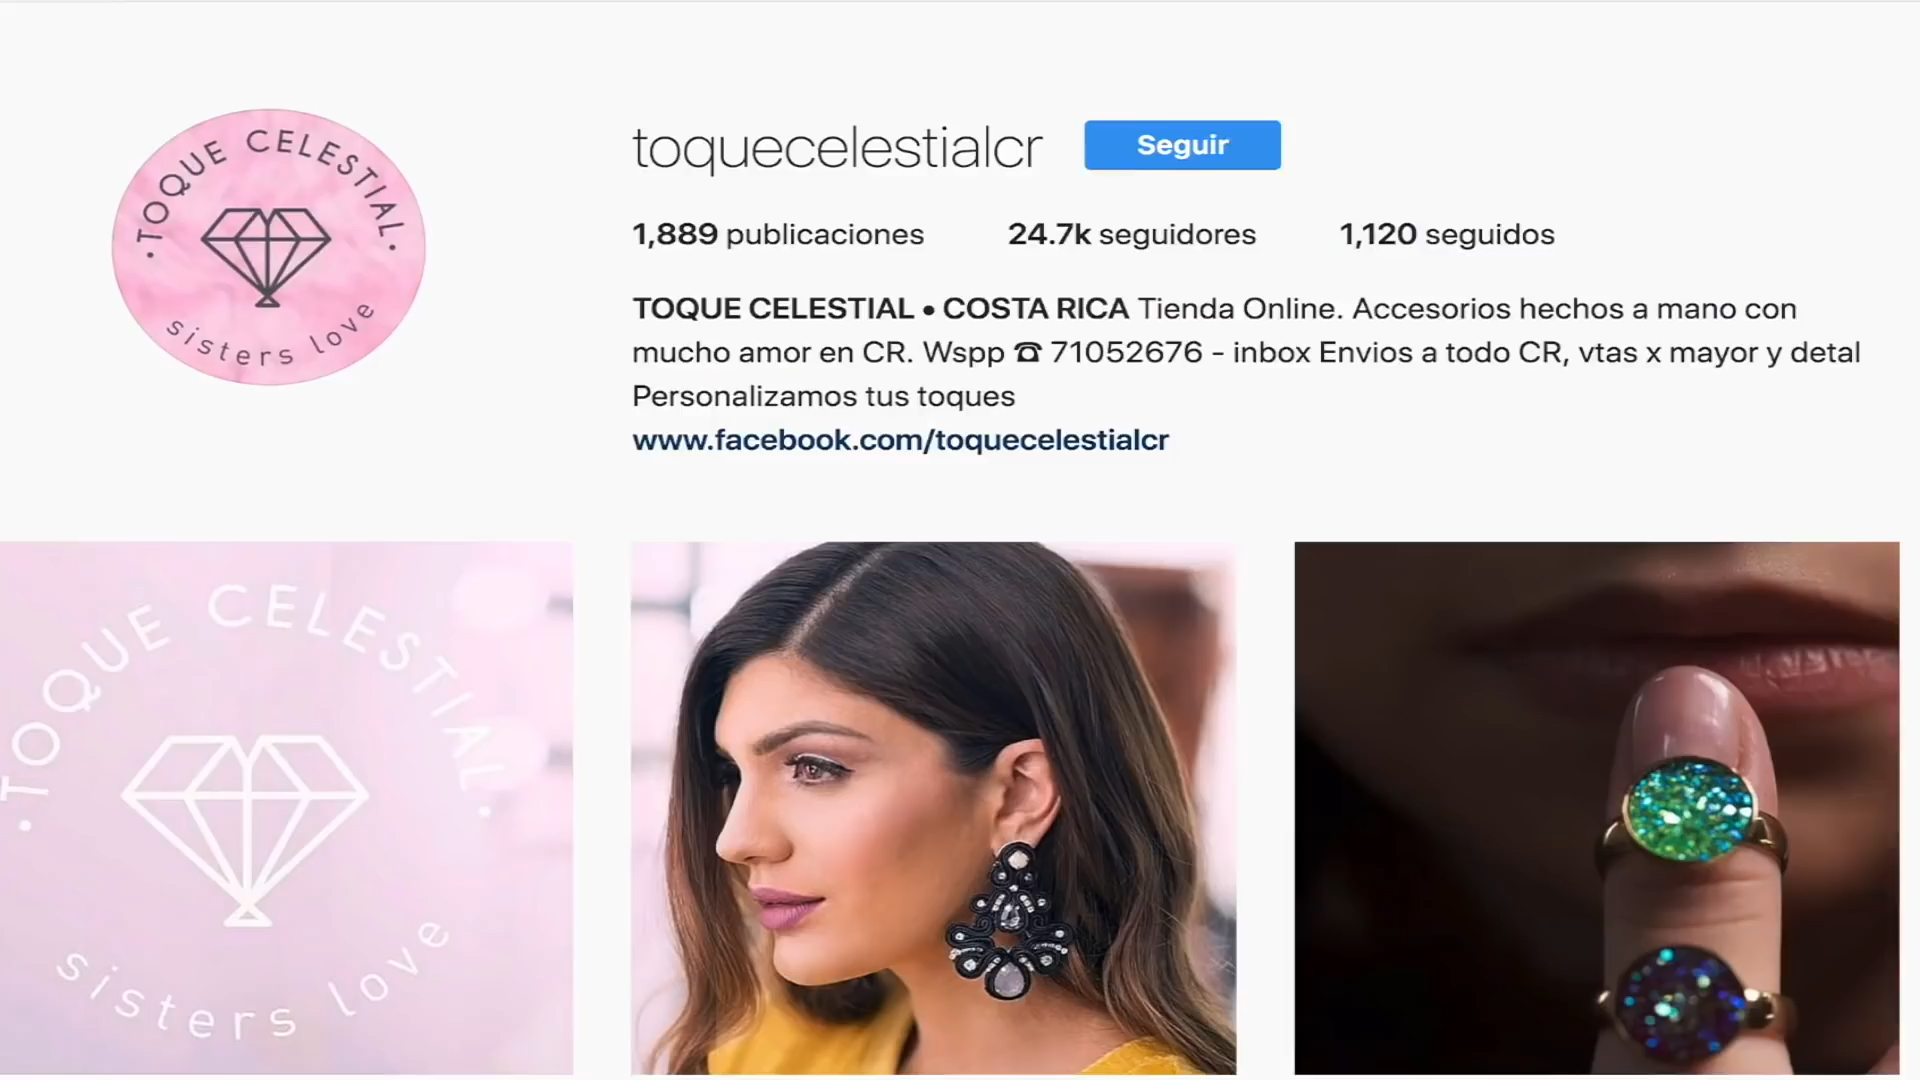 · TOQUE CELESTIAL ·
sisters love
toquecelestialcr
Seguir
1,889 publicaciones 24.7k seguidores 1,120 seguidos
TOQUE CELESTIAL • COSTA RICA Tienda Online. Accesorios hechos a mano con
mucho amor en CR. Wspp ☎ 71052676 - inbox Envios a todo CR, vtas x mayor y detal
Personalizamos tus toques
www.facebook.com/toquecelestialcr
· TOQUE CELESTIAL ·
sisters love